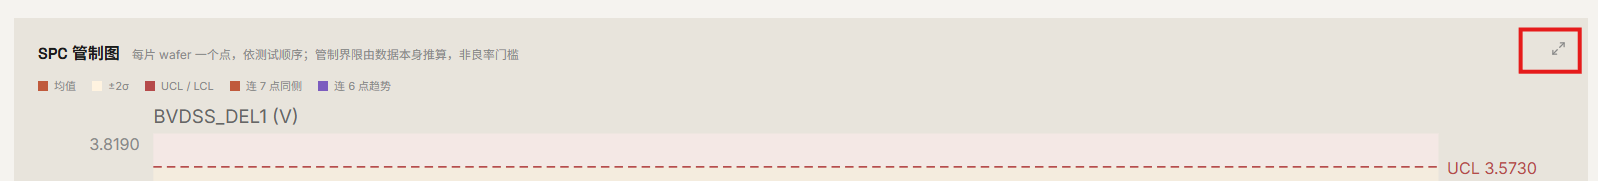 SPC 管制图 每片 wafer 一个点，依测试顺序；管制界限由数据本身推算，非良率门槛
均值 ±2σ UCL / LCL 连 7 点同侧 连 6 点趋势
BVDSS_DEL1 (V)
3.8190
UCL 3.5730